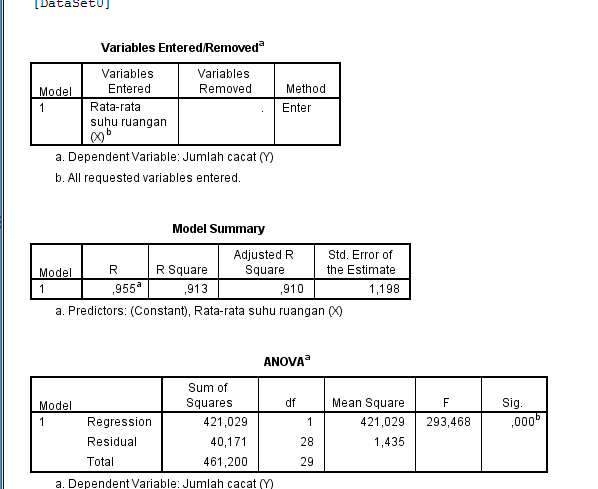 [DataSet0]
Variables Entered/Removedᵃ
Model Variables Entered Variables Removed Method
1 Rata-rata suhu ruangan (X)ᵇ . Enter
a. Dependent Variable: Jumlah cacat (Y)
b. All requested variables entered.
Model Summary
Model R R Square Adjusted R Square Std. Error of the Estimate
1 ,955ᵃ ,913 ,910 1,198
a. Predictors: (Constant), Rata-rata suhu ruangan (X)
ANOVAᵃ
Model Sum of Squares df Mean Square F Sig.
1 Regression 421,029 1 421,029 293,468 ,000ᵇ
Residual 40,171 28 1,435
Total 461,200 29
a. Dependent Variable: Jumlah cacat (Y)